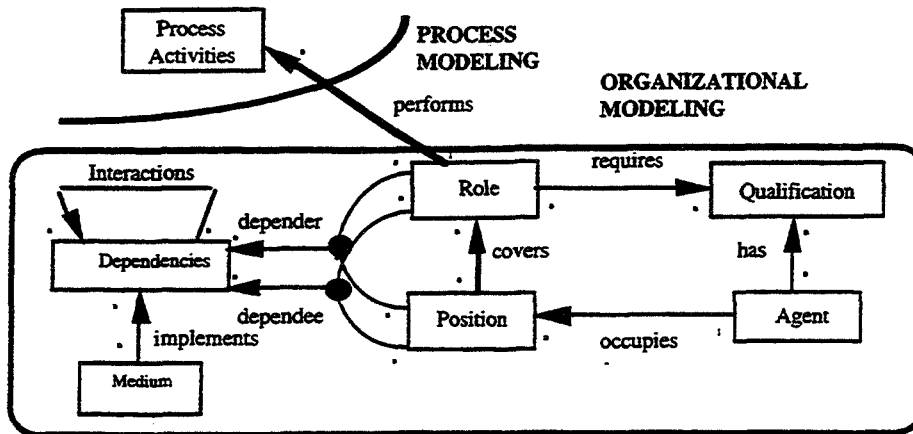 Process
Activities
PROCESS
MODELING
ORGANIZATIONAL
MODELING
performs
Interactions
Role
requires
Qualification
depender
Dependencies
covers
has
dependee
Position
occupies
Agent
implements
Medium